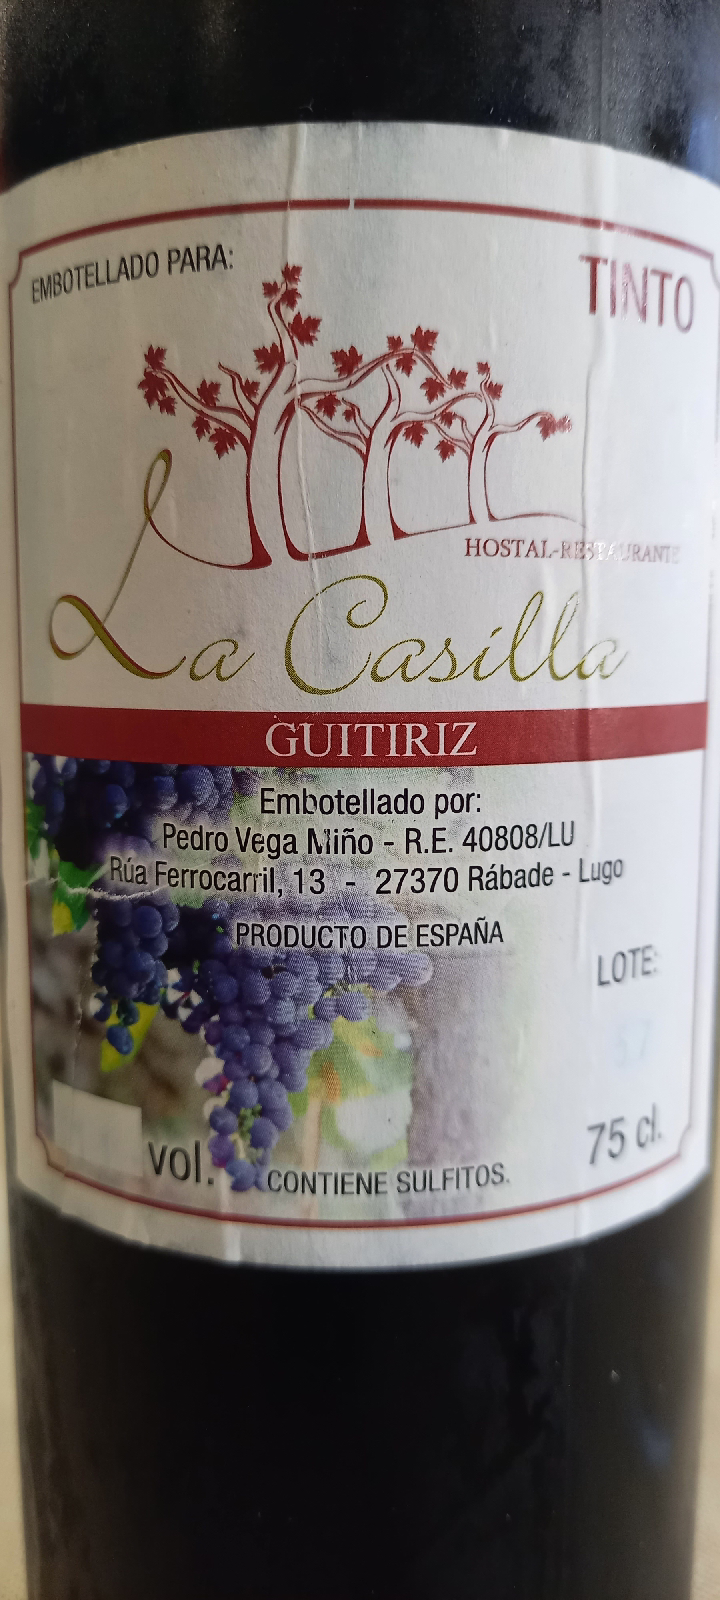 EMBOTELLADO PARA:
TINTO
HOSTAL-RESTAURANTE
La Casilla
GUITIRIZ
Embotellado por:
Pedro Vega Miño - R.E. 40808/LU
Rúa Ferrocarril, 13 - 27370 Rábade - Lugo
PRODUCTO DE ESPAÑA
LOTE:
75 cl.
vol.
CONTIENE SULFITOS.